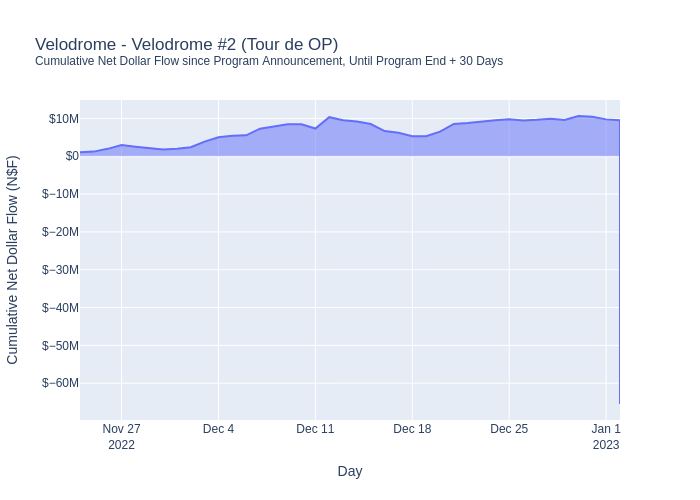 Velodrome - Velodrome #2 (Tour de OP)
Cumulative Net Dollar Flow since Program Announcement, Until Program End + 30 Days
Cumulative Net Dollar Flow (N$F)
$10M
$0
$−10M
$−20M
$−30M
$−40M
$−50M
$−60M
Nov 27
2022
Dec 4
Dec 11
Dec 18
Dec 25
Jan 1
2023
Day